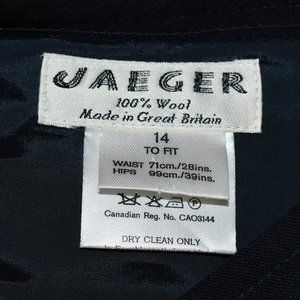 JAEGER
100% Wool
Made in Great Britain
14
TO FIT
WAIST 71cm./28ins.
HIPS 99cm./39ins.
Canadian Reg. No. CA03144
DRY CLEAN ONLY